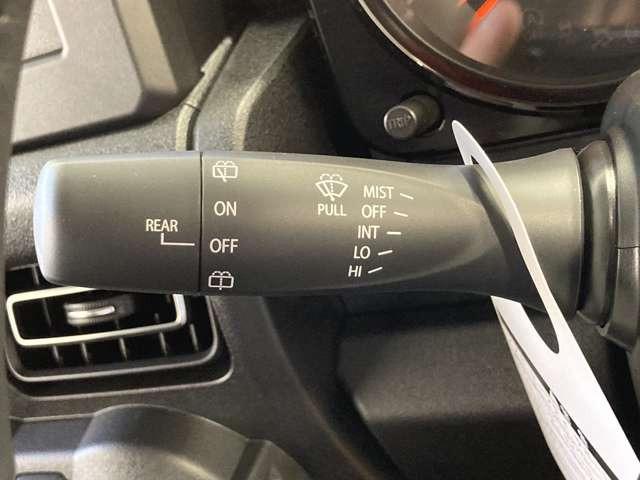 REAR
ON
OFF
PULL
MIST
OFF
INT
LO
HI